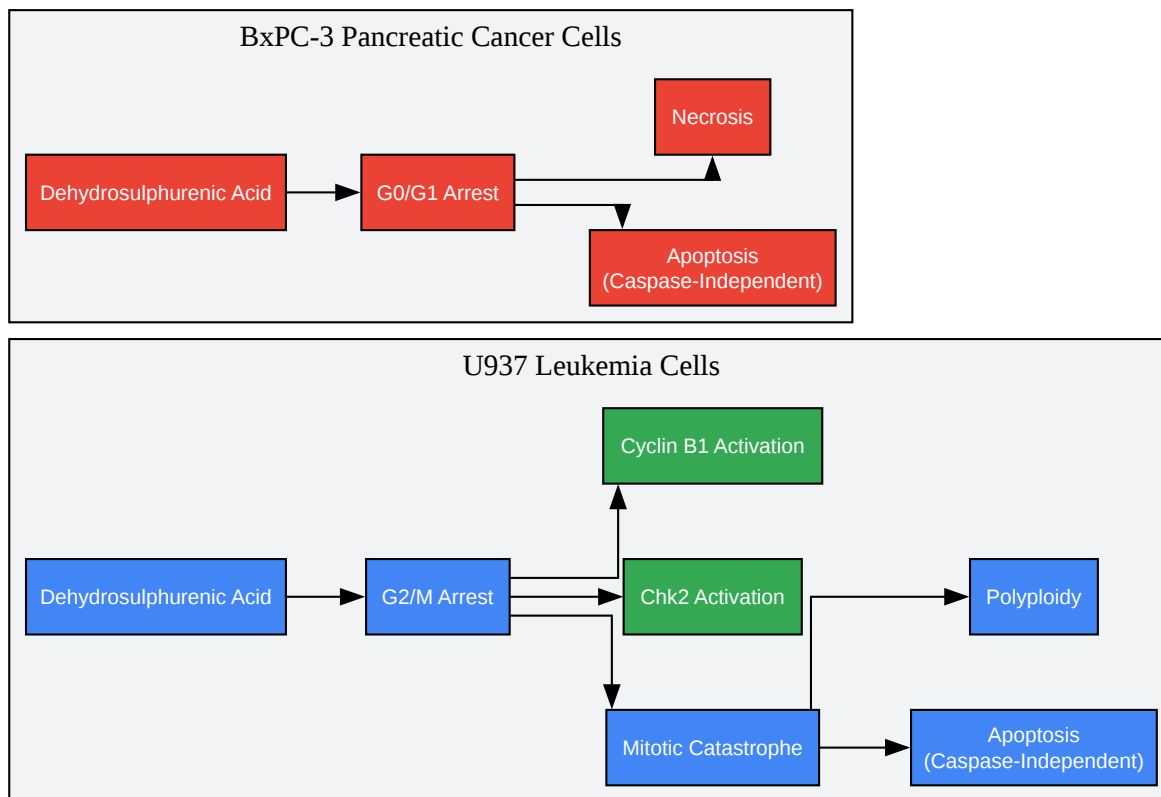 BxPC-3 Pancreatic Cancer Cells
Necrosis
Dehydrosulphurenic Acid
G0/G1 Arrest
Apoptosis
(Caspase-Independent)
U937 Leukemia Cells
Cyclin B1 Activation
Dehydrosulphurenic Acid
G2/M Arrest
Chk2 Activation
Polyploidy
Mitotic Catastrophe
Apoptosis
(Caspase-Independent)